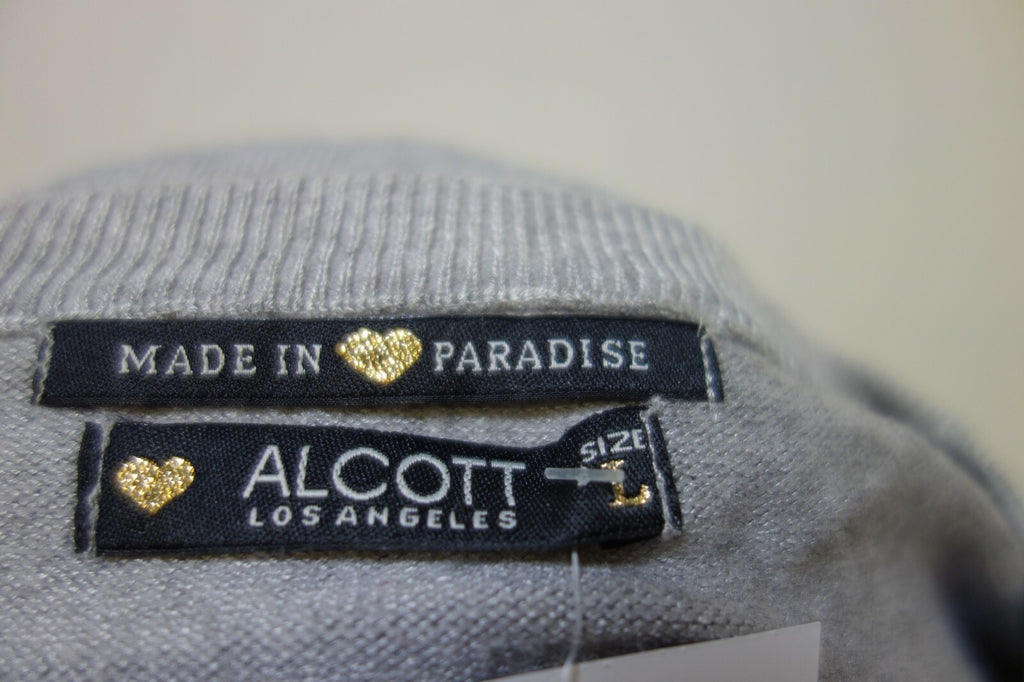 MADE IN PARADISE
ALCOTT
LOS ANGELES
SIZE
L